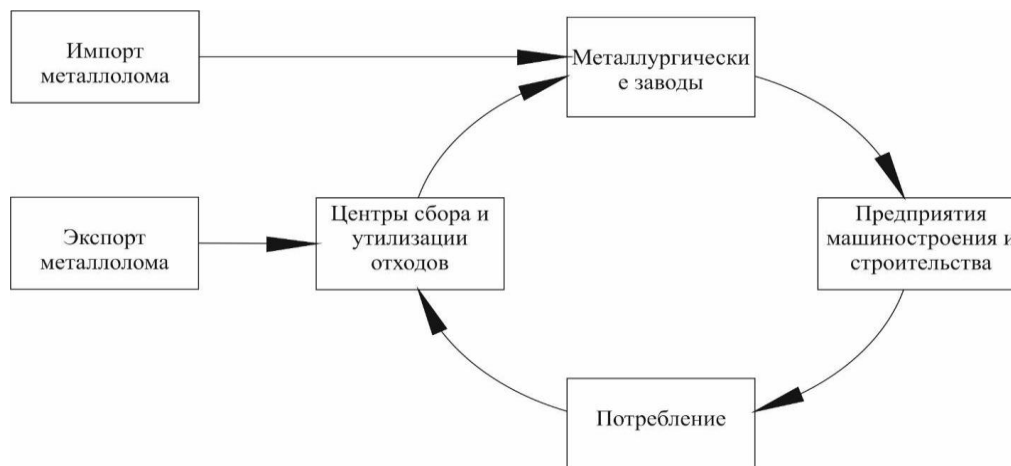 Импорт
металлолома
Металлургически
е заводы
Экспорт
металлолома
Центры сбора и
утилизации
отходов
Предприятия
машиностроения и
строительства
Потребление